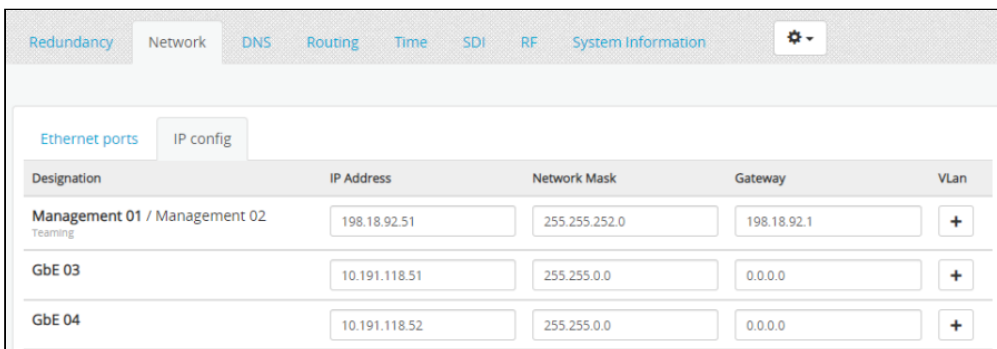 Redundancy Network DNS Routing Time SDI RF System Information
Ethernet ports IP config
Designation IP Address Network Mask Gateway VLan
Management 01 / Management 02 198.18.92.51 255.255.252.0 198.18.92.1 +
Teaming
GbE 03 10.191.118.51 255.255.0.0 0.0.0.0 +
GbE 04 10.191.118.52 255.255.0.0 0.0.0.0 +